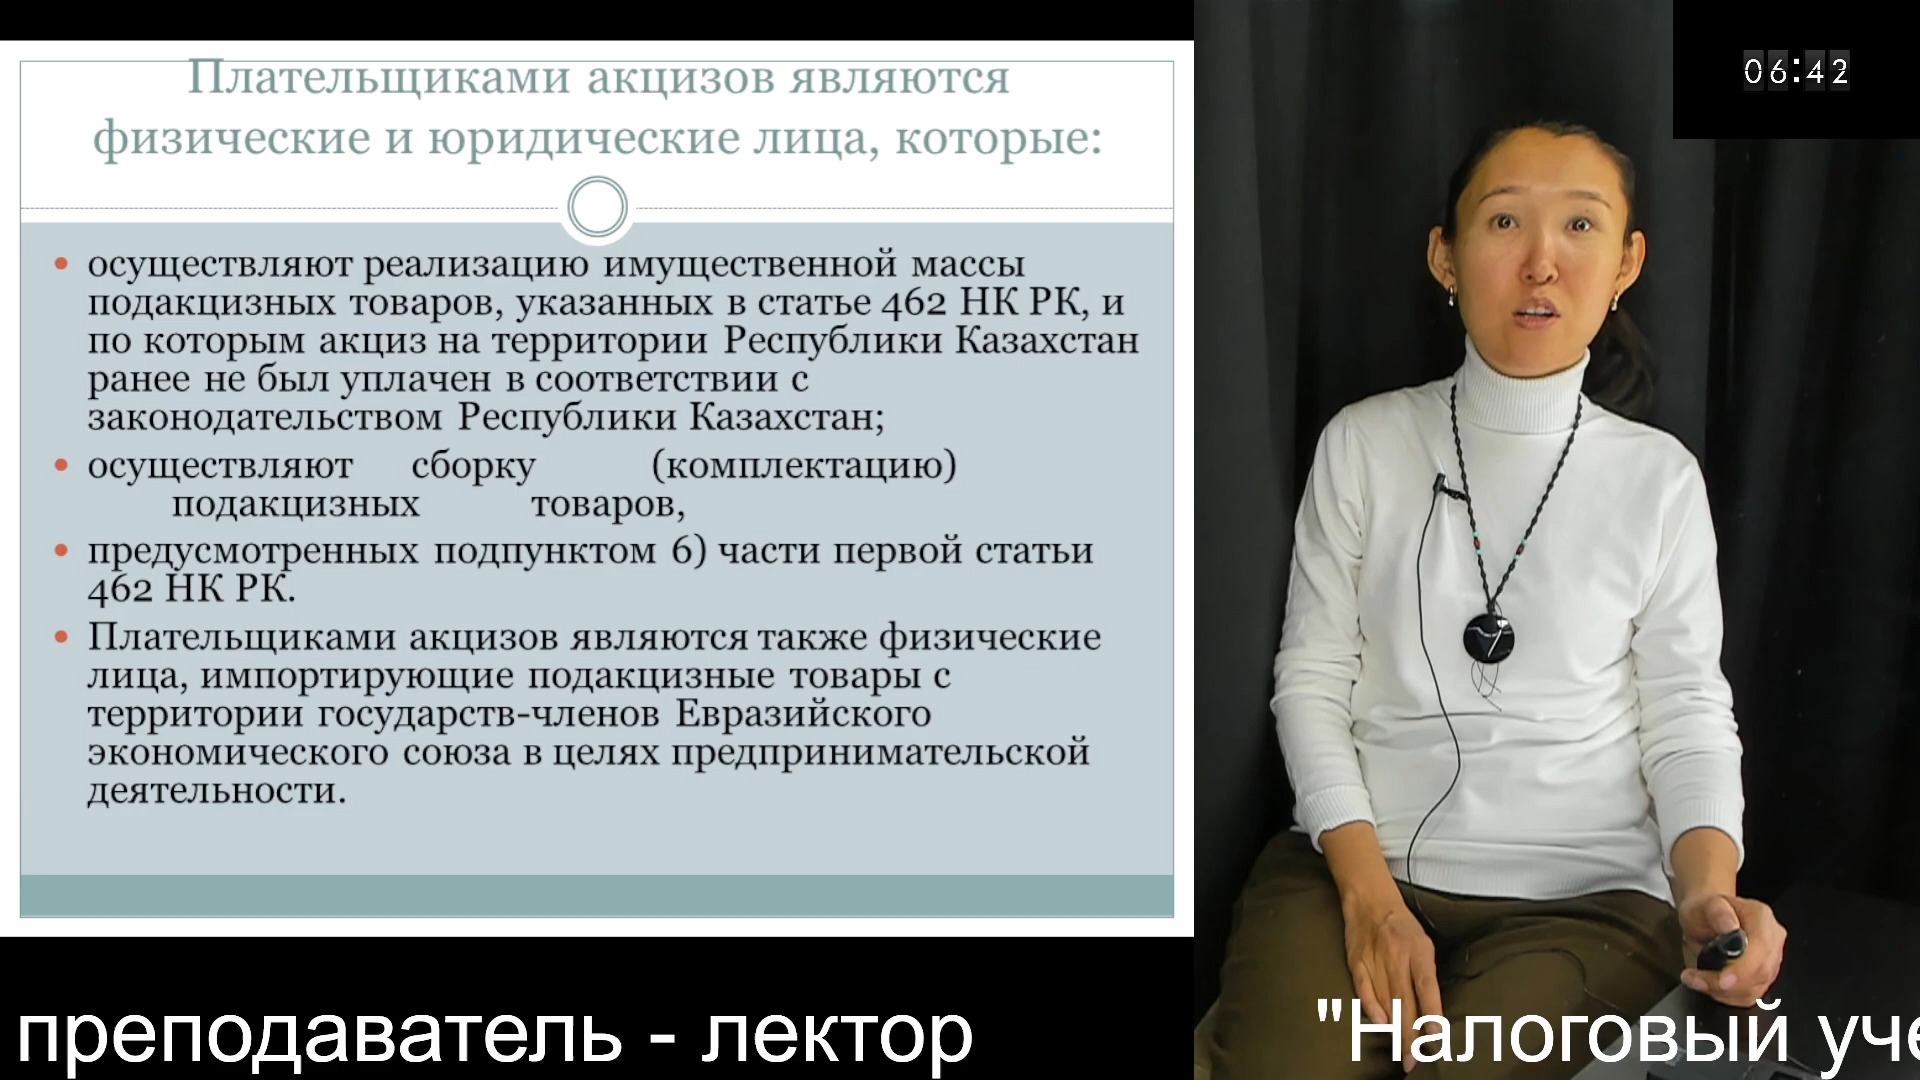 Плательщиками акцизов являются
физические и юридические лица, которые:
• осуществляют реализацию имущественной массы
подакцизных товаров, указанных в статье 462 НК РК, и
по которым акциз на территории Республики Казахстан
ранее не был уплачен в соответствии с
законодательством Республики Казахстан;
• осуществляют сборку (комплектацию)
подакцизных товаров,
• предусмотренных подпунктом 6) части первой статьи
462 НК РК.
• Плательщиками акцизов являются также физические
лица, импортирующие подакцизные товары с
территории государств-членов Евразийского
экономического союза в целях предпринимательской
деятельности.
06:42
преподаватель - лектор "Налоговый уче